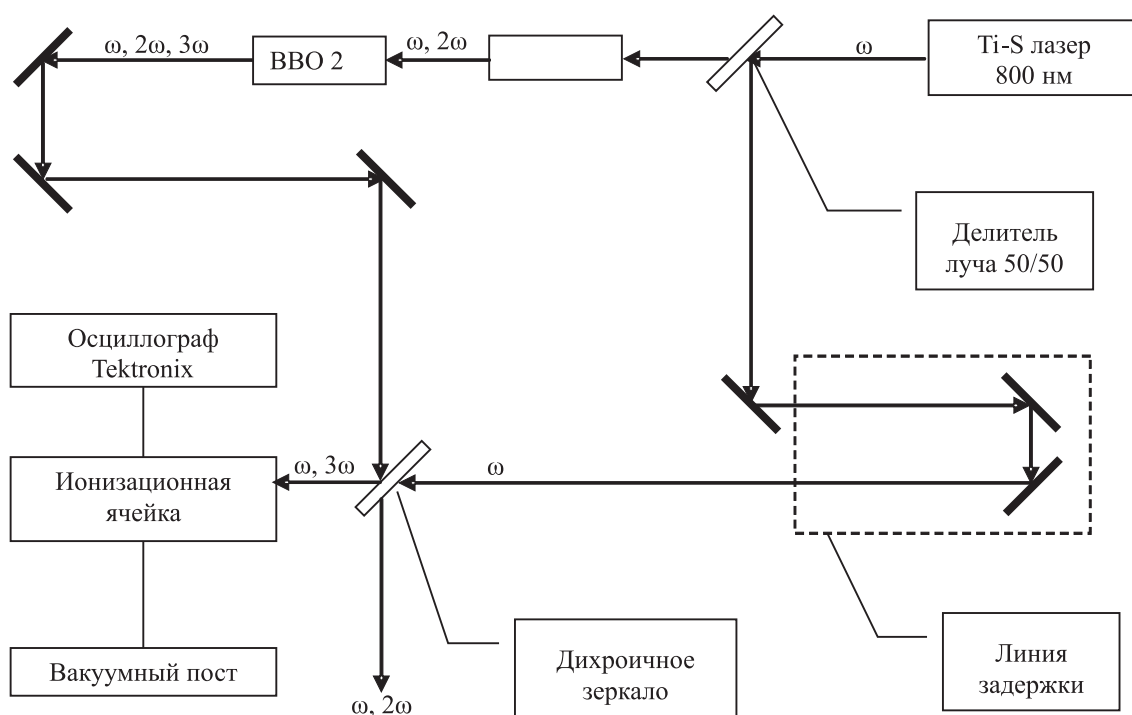 ω, 2ω, 3ω
BBO 2
ω, 2ω
ω
Ti-S лазер
800 нм
Делитель
луча 50/50
Осциллограф
Tektronix
Ионизационная
ячейка
ω, 3ω
ω
Вакуумный пост
Дихроичное
зеркало
Линия
задержки
ω, 2ω